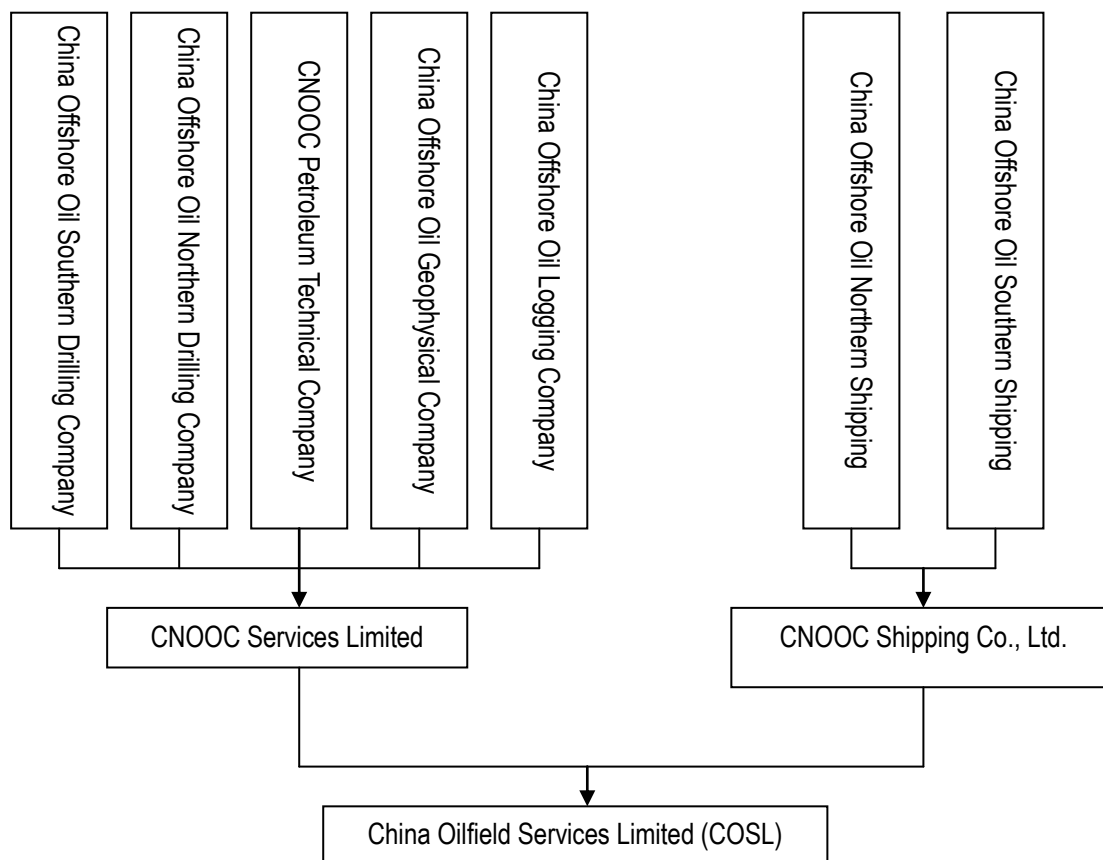 China Offshore Oil Southern Drilling Company
China Offshore Oil Northern Drilling Company
CNOOC Petroleum Technical Company
China Offshore Oil Geophysical Company
China Offshore Oil Logging Company
China Offshore Oil Northern Shipping
China Offshore Oil Southern Shipping
CNOOC Services Limited
CNOOC Shipping Co., Ltd.
China Oilfield Services Limited (COSL)